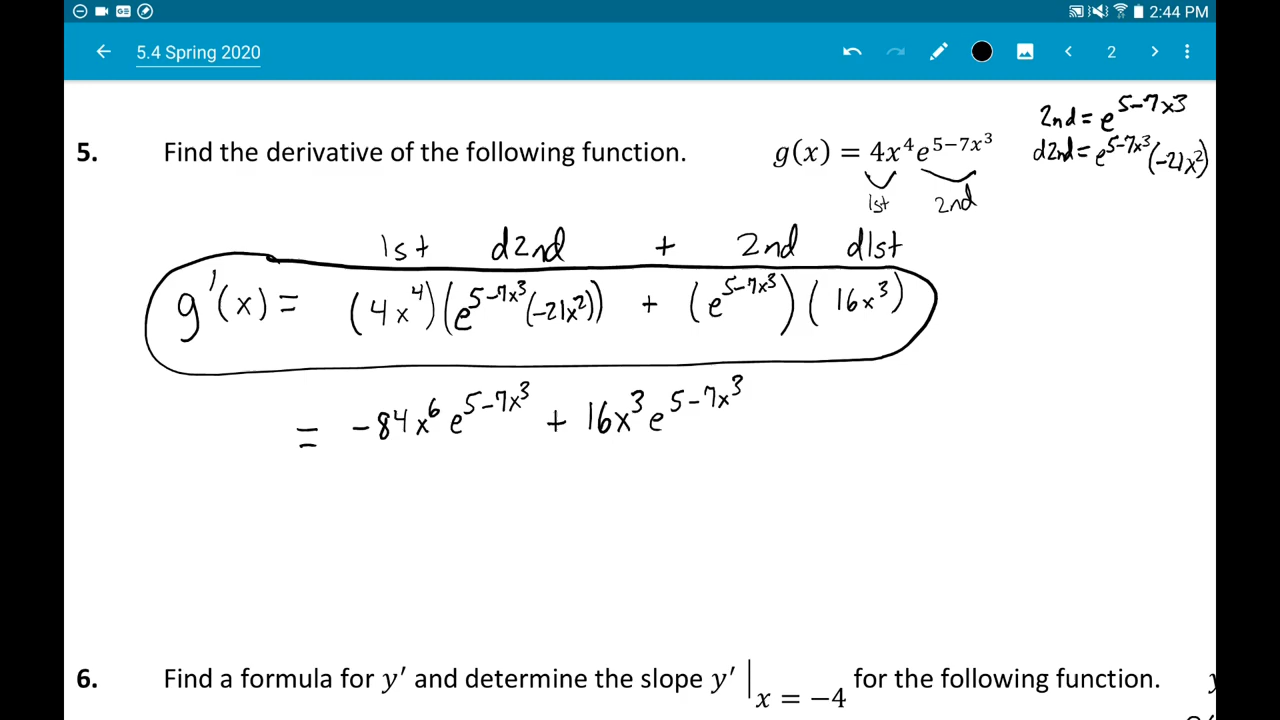 2:44 PM
5.4 Spring 2020
2
5. Find the derivative of the following function. g(x) = 4x⁴e^{5−7x³}
1st 2nd
2nd = e^{5−7x³}
d2nd = e^{5−7x³}(−21x²)
1st d2nd + 2nd d1st
g'(x) = (4x⁴)(e^{5−7x³}(−21x²)) + (e^{5−7x³})(16x³)
= −84x⁶e^{5−7x³} + 16x³e^{5−7x³}
6. Find a formula for y′ and determine the slope y′ |_{x = −4} for the following function.